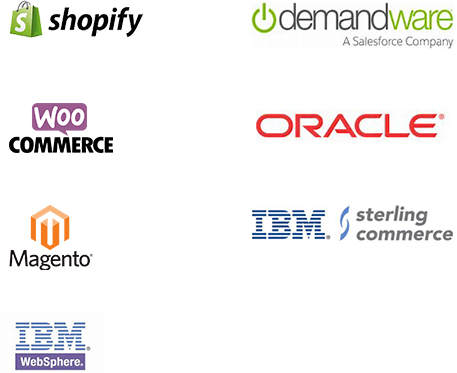 S shopify
demandware
A Salesforce Company
WOO
COMMERCE
ORACLE®
Magento®
IBM®
sterling
commerce
IBM®
WebSphere.